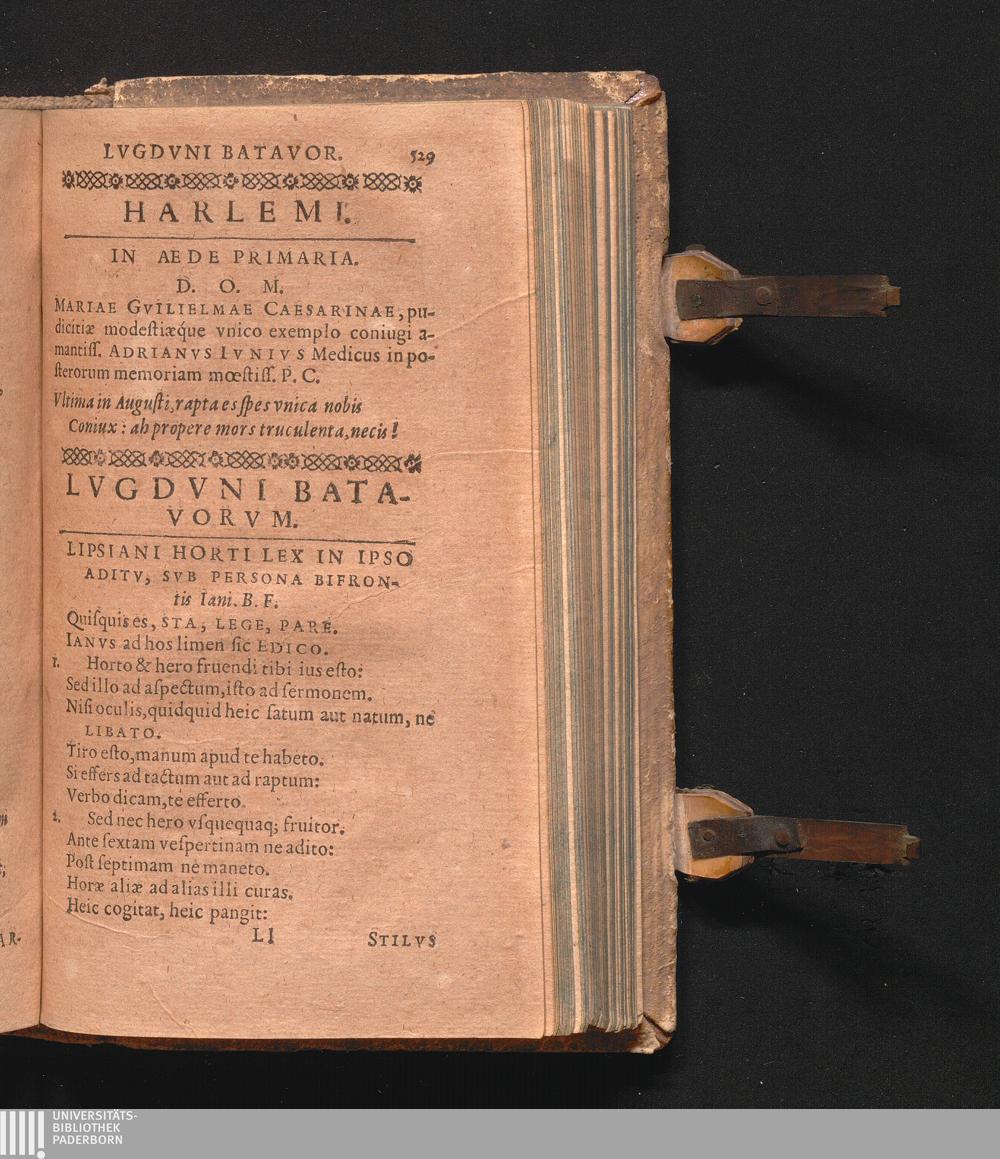 LVGDVNI BATAVOR. 529
HARLEMI.
IN AEDE PRIMARIA.
D. O. M.
MARIAE GVILIELMAE CAESARINAE, pu-
dicitiæ modeſtiæque vnico exemplo coniugi a-
mantiſſ. ADRIANVS IVNIVS Medicus in po-
ſterorum memoriam mœſtiſſ. P. C.
Vltima in Auguſti, rapta es ſpes vnica nobis
Coniux: ah propere mors truculenta, necis!
LVGDVNI BATA-
VORVM.
LIPSIANI HORTI LEX IN IPSO
ADITV, SVB PERSONA BIFRON-
tis Iani. B. F.
Quiſquis es, STA, LEGE, PARE.
IANVS ad hos limen ſic EDICO.
1. Horto & hero fruendi tibi ius eſto:
Sed illo ad aſpectum, iſto ad ſermonem.
Niſi oculis, quidquid heic ſatum aut natum, ne
LIBATO.
Tiro eſto, manum apud te habeto.
Si effers ad tactum aut ad raptum:
Verbo dicam, te efferto.
2. Sed nec hero vſquequaq; fruitor.
Ante ſextam veſpertinam ne adito:
Poſt ſeptimam ne maneto.
Horæ aliæ ad alias illi curas.
Heic cogitat, heic pangit:
Ll STILVS
AR-
UNIVERSITÄTS-
BIBLIOTHEK
PADERBORN